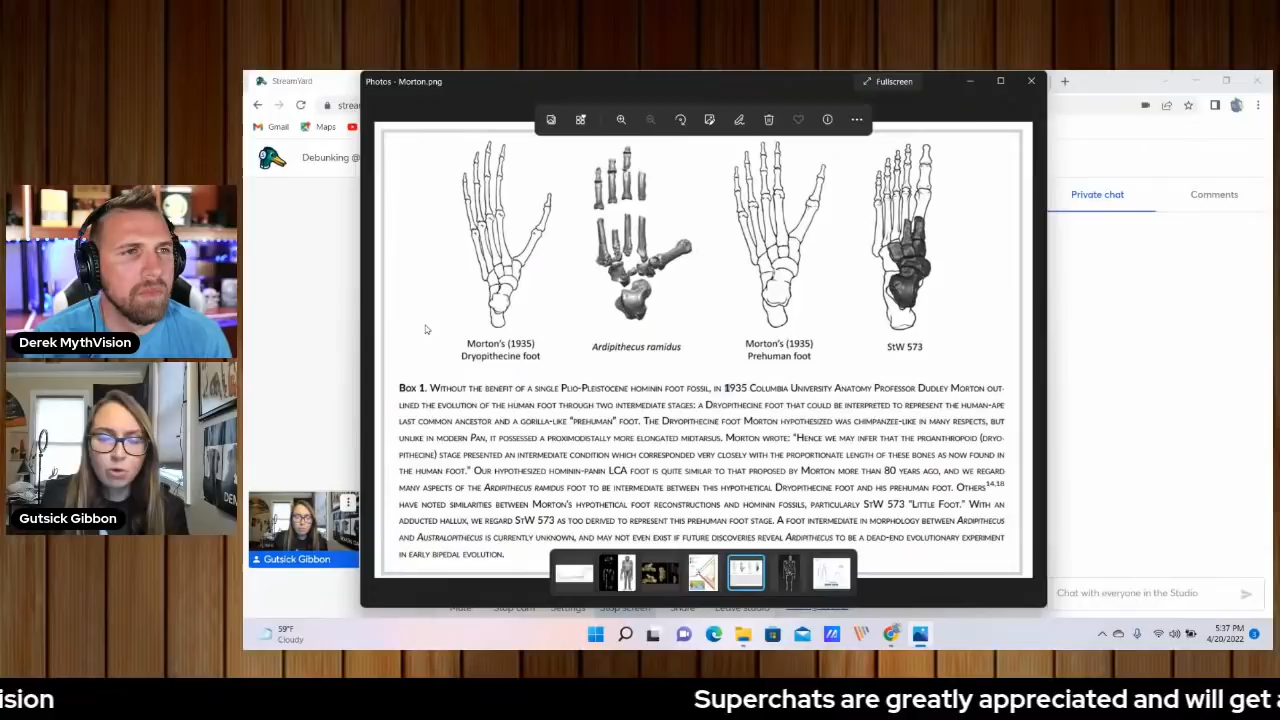 StreamYard
Photos - Morton.png
Fullscreen
Gmail
Maps
Debunking @
Private chat
Comments
Morton's (1935)
Dryopithecine foot
Ardipithecus ramidus
Morton's (1935)
Prehuman foot
StW 573
Box 1. Without the benefit of a single Plio-Pleistocene hominin foot fossil, in 1935 Columbia University Anatomy Professor Dudley Morton out-
lined the evolution of the human foot through two intermediate stages: a Dryopithecine foot that could be interpreted to represent the human-ape
last common ancestor and a gorilla-like "prehuman" foot. The Dryopithecine foot Morton hypothesized was chimpanzee-like in many respects, but
unlike in modern Pan, it possessed a proximodistally more elongated midtarsus. Morton wrote: "Hence we may infer that the proanthropoid (dryo-
pithecine) stage presented an intermediate condition which corresponded very closely with the proportionate length of these bones as now found in
the human foot." Our hypothesized hominin-panin LCA foot is quite similar to that proposed by Morton more than 80 years ago, and we regard
many aspects of the Ardipithecus ramidus foot to be intermediate between this hypothetical Dryopithecine foot and his prehuman foot. Others14,18
have noted similarities between Morton's hypothetical foot reconstructions and hominin fossils, particularly StW 573 "Little Foot." With an
adducted hallux, we regard StW 573 as too derived to represent this prehuman foot stage. A foot intermediate in morphology between Ardipithecus
and Australopithecus is currently unknown, and may not even exist if future discoveries reveal Ardipithecus to be a dead-end evolutionary experiment
in early bipedal evolution.
Derek MythVision
Gutsick Gibbon
Gutsick Gibbon
Chat with everyone in the Studio
59°F
Cloudy
5:37 PM
4/20/2022
ision
Superchats are greatly appreciated and will get